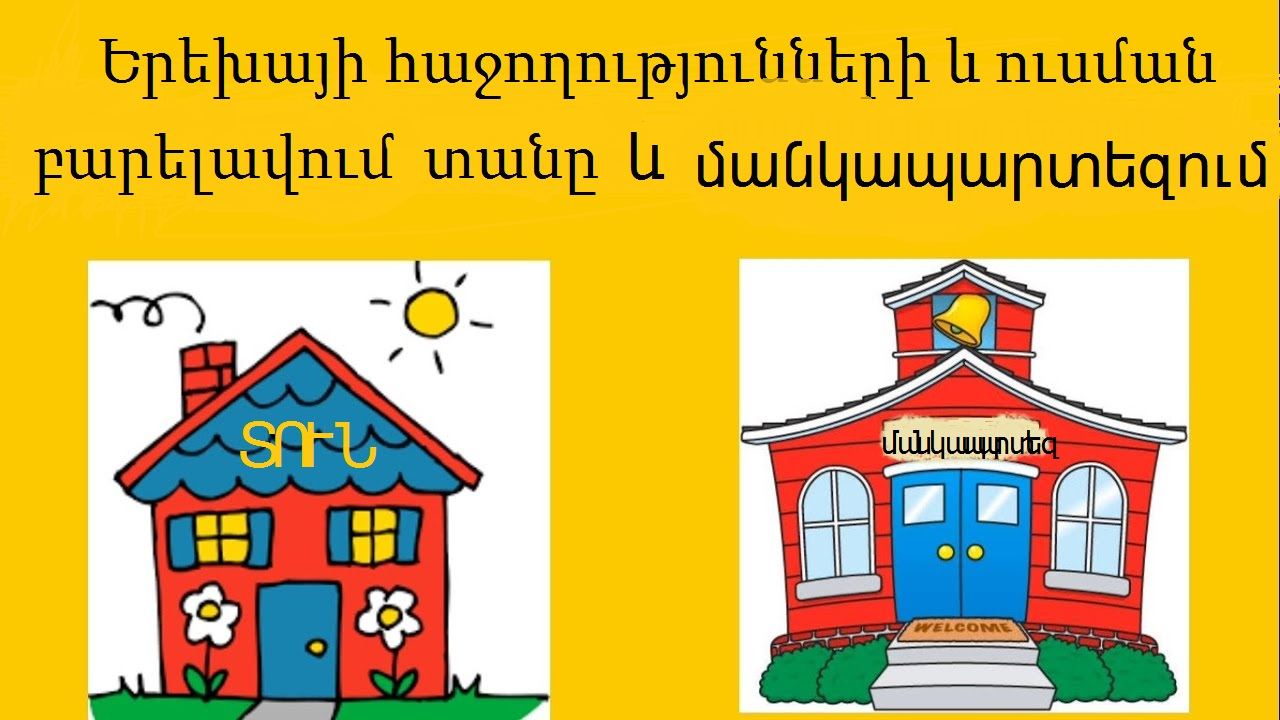 Երեխայի հաջողությունների և ուսման
բարելավում տանը և մանկապարտեզում
ՏՈՒՆ
մանկապարտեզ
WELCOME